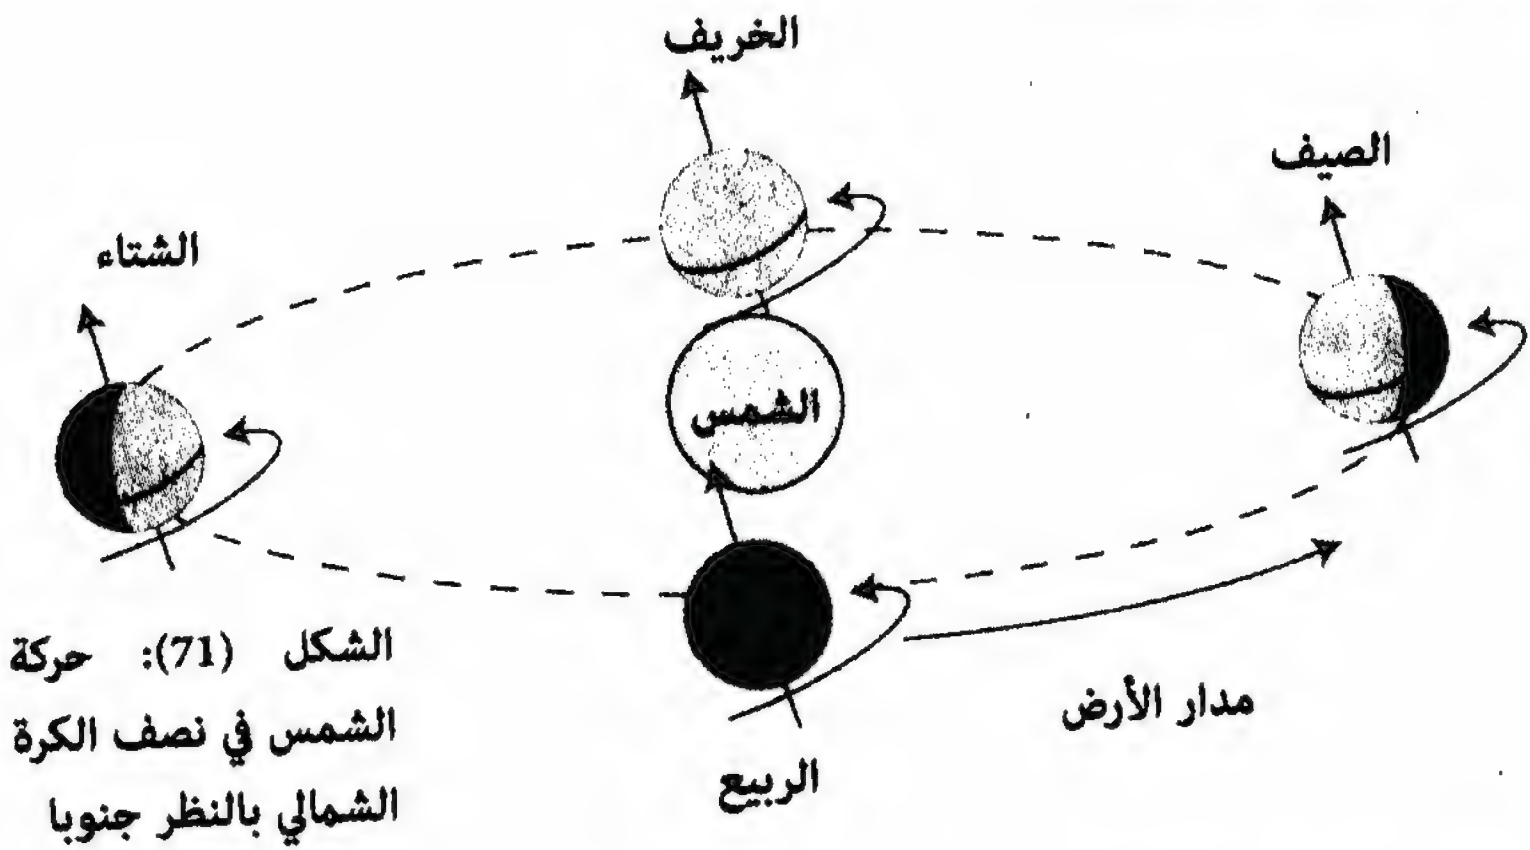 الخريف
الصيف
الشتاء
الشمس
الربيع
مدار الأرض
الشكل (71): حركة
الشمس في نصف الكرة
الشمالي بالنظر جنوبا